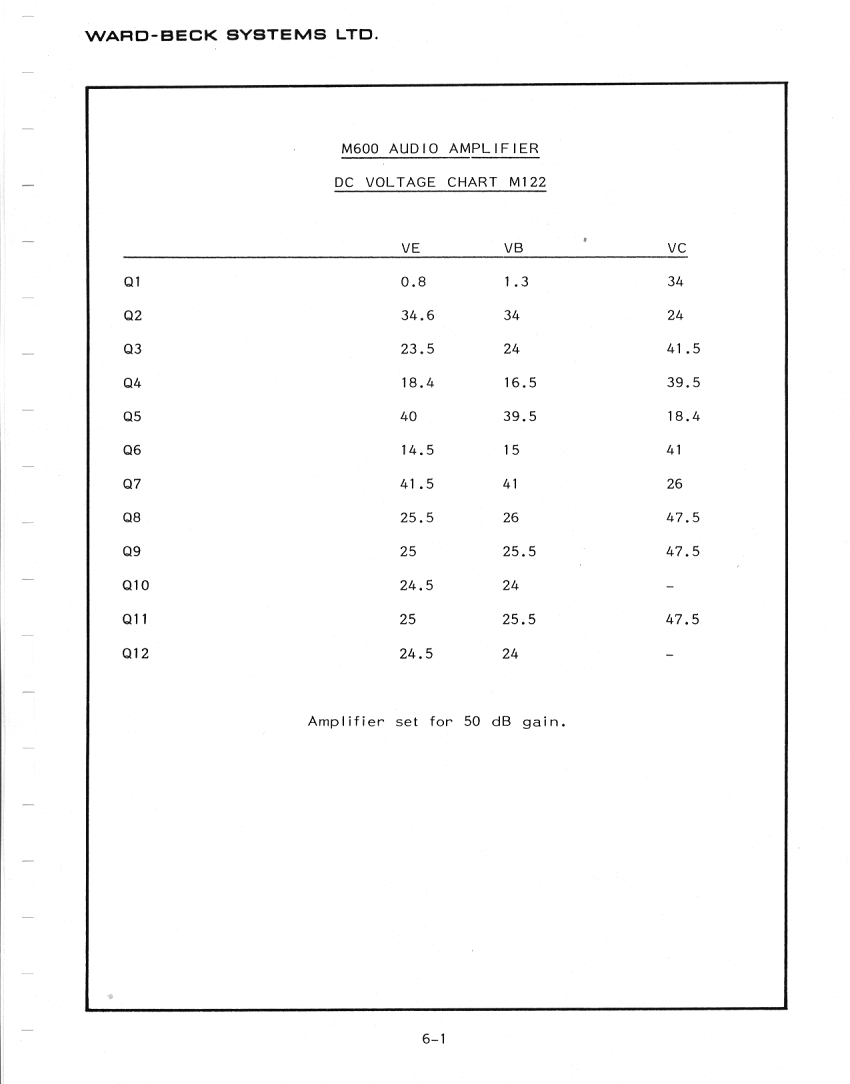 WARD-BECK SYSTEMS LTD.
M600 AUDIO AMPLIFIER
DC VOLTAGE CHART M122
VE VB VC
Q1 0.8 1.3 34
Q2 34.6 34 24
Q3 23.5 24 41.5
Q4 18.4 16.5 39.5
Q5 40 39.5 18.4
Q6 14.5 15 41
Q7 41.5 41 26
Q8 25.5 26 47.5
Q9 25 25.5 47.5
Q10 24.5 24 -
Q11 25 25.5 47.5
Q12 24.5 24 -
Amplifier set for 50 dB gain.
6-1